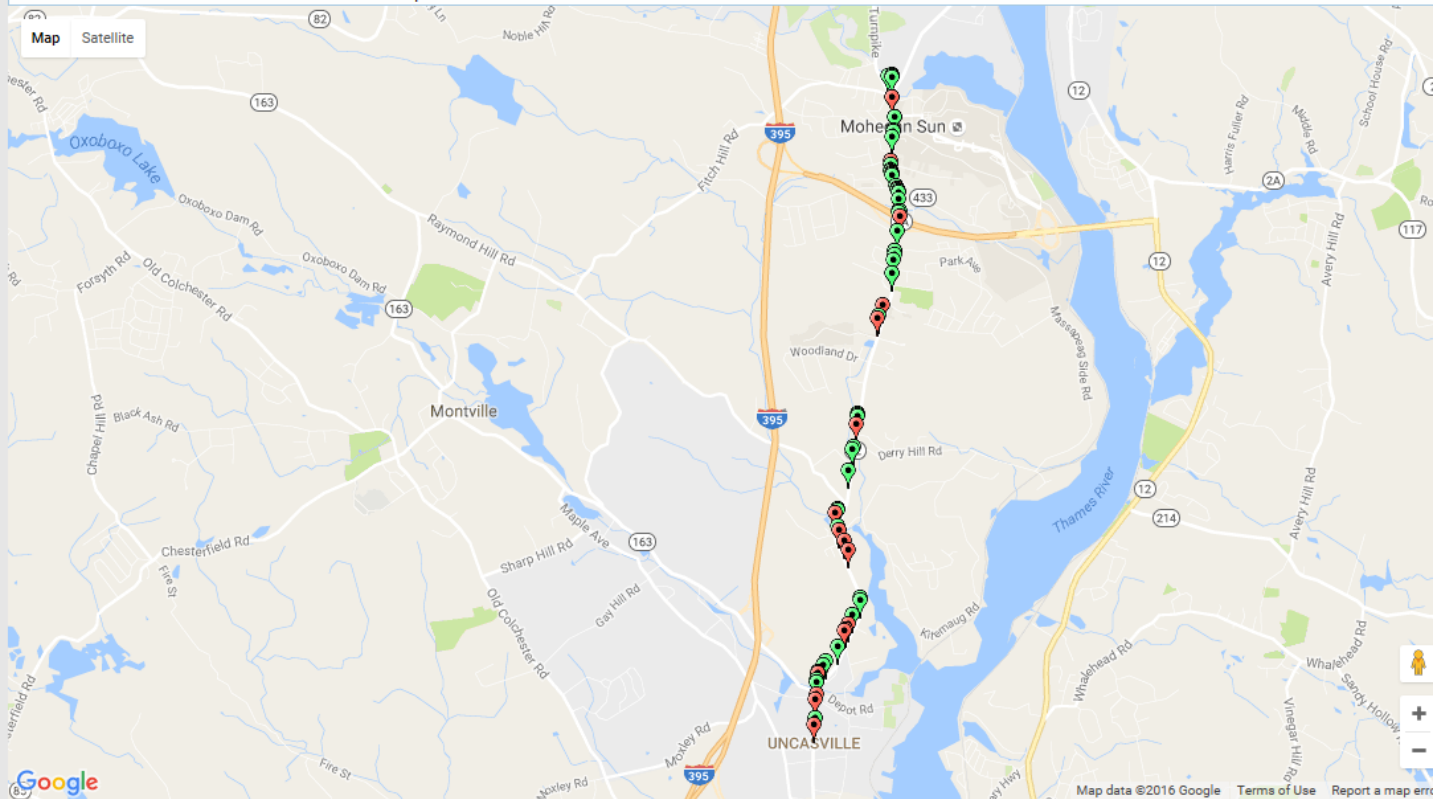 82
82
Noble Hill Rd
Turnpike
Map Satellite
163
12
School House Rd
Harris Fuller Rd
Middle Rd
395
Mohegan Sun
Oxoboxo Lake
Fitch Hill Rd
2A
Oxoboxo Dam Rd
433
Raymond Hill Rd
117
Avery Hill Rd
Forsyth Rd
Old Colchester Rd
Oxoboxo Dam Rd
Park Ave
12
163
Massapeag Side Rd
Woodland Dr
Chapel Hill Rd
Black Ash Rd
Montville
395
Derry Hill Rd
Thames River
12
214
Avery Hill Rd
Maple Ave
163
Chesterfield Rd
Sharp Hill Rd
Fire St
Gay Hill Rd
Old Colchester Rd
Kitemaug Rd
Whalehead Rd
Whalehead Rd
Sandy Hollow
Vinegar Hill Rd
Depot Rd
Moxley Rd
UNCASVILLE
Fire St
395
Moxley Rd
Google
Map data ©2016 Google Terms of Use Report a map erro